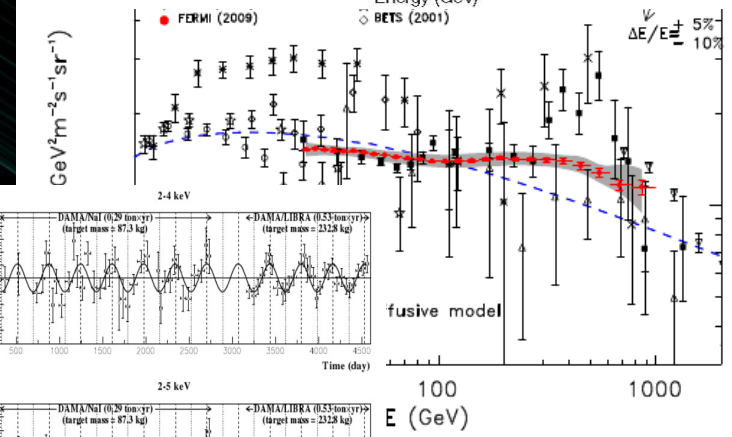 Energy (GeV)
FERMI (2009)
BETS (2001)
ΔE/E= + 5%
- 10%
GeV²m⁻²s⁻¹sr⁻¹)
2-4 keV
DAMA/NaI (0.29 ton×yr)
(target mass = 87.3 kg)
DAMA/LIBRA (0.53 ton×yr)
(target mass = 232.8 kg)
500 1000 1500 2000 2500 3000 3500 4000 4500
Time (day)
ffusive model
100 1000
E (GeV)
2-5 keV
DAMA/NaI (0.29 ton×yr)
(target mass = 87.3 kg)
DAMA/LIBRA (0.53 ton×yr)
(target mass = 232.8 kg)